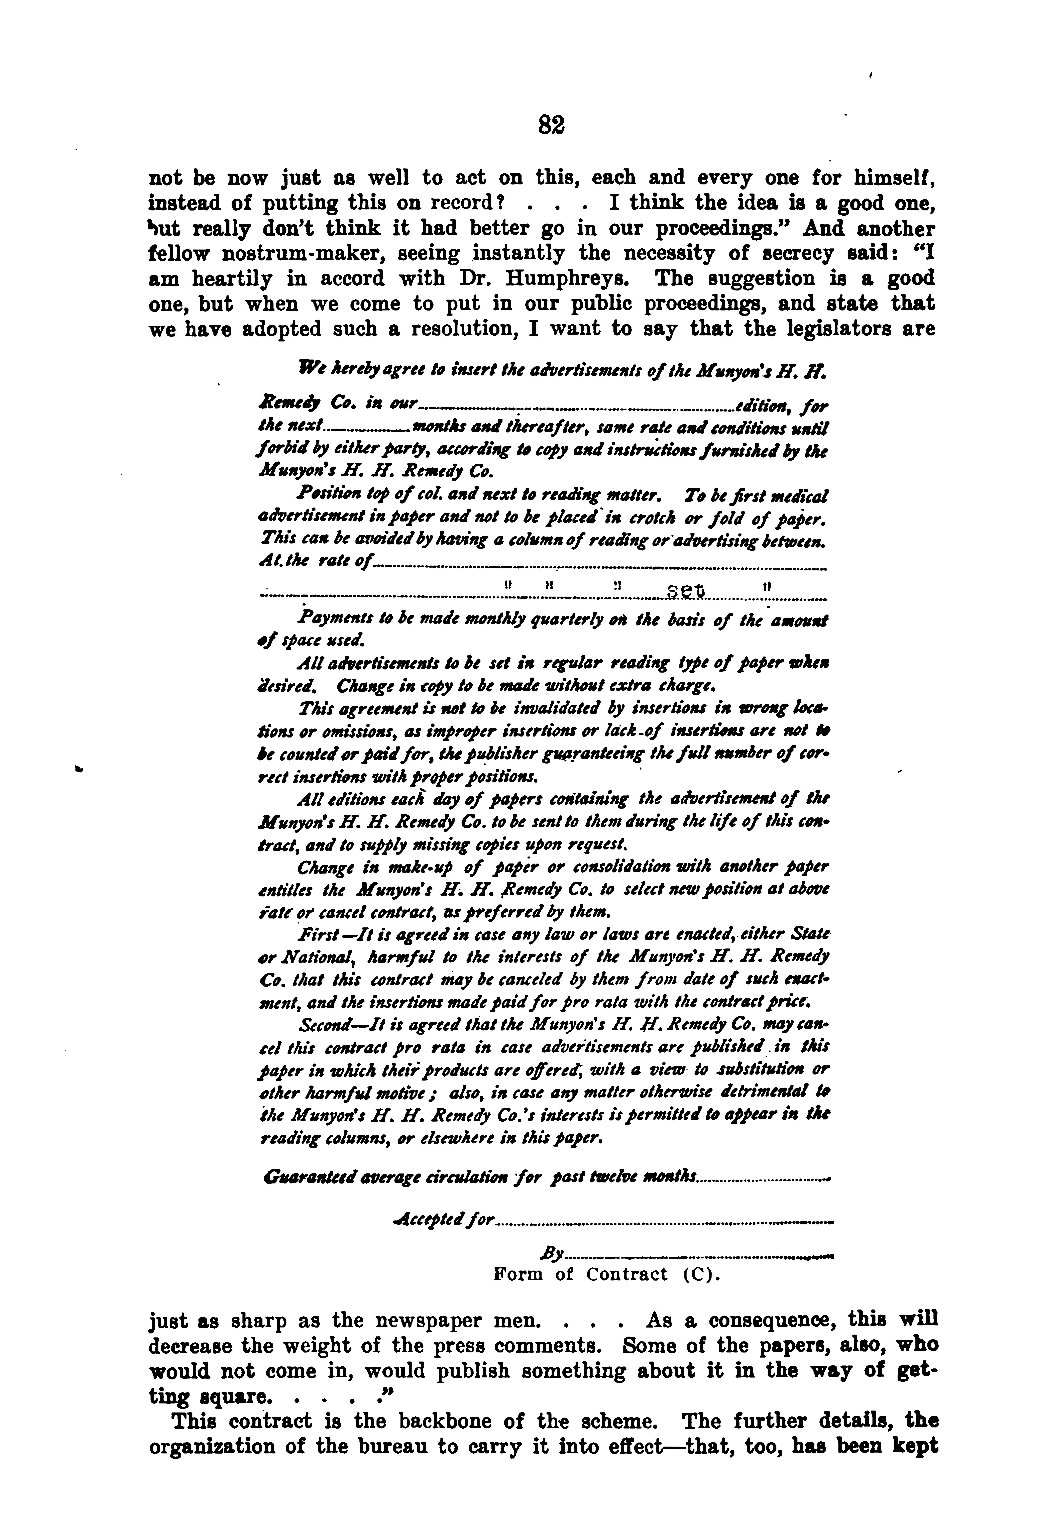 82
not be now just as well to act on this, each and every one for himself,
instead of putting this on record? . . . I think the idea is a good one,
but really don't think it had better go in our proceedings." And another
fellow nostrum-maker, seeing instantly the necessity of secrecy said: "I
am heartily in accord with Dr. Humphreys. The suggestion is a good
one, but when we come to put in our public proceedings, and state that
we have adopted such a resolution, I want to say that the legislators are
We hereby agree to insert the advertisements of the Munyon's H. H.
Remedy Co. in our................edition, for
the next................months and thereafter, same rate and conditions until
forbid by either party, according to copy and instructions furnished by the
Munyon's H. H. Remedy Co.
Position top of col. and next to reading matter. To be first medical
advertisement in paper and not to be placed in crotch or fold of paper.
This can be avoided by having a column of reading or advertising between.
At the rate of................
" " " set "
Payments to be made monthly quarterly on the basis of the amount
of space used.
All advertisements to be set in regular reading type of paper when
desired. Change in copy to be made without extra charge.
This agreement is not to be invalidated by insertions in wrong loca-
tions or omissions, as improper insertions or lack of insertions are not to
be counted or paid for, the publisher guaranteeing the full number of cor-
rect insertions with proper positions.
All editions each day of papers containing the advertisement of the
Munyon's H. H. Remedy Co. to be sent to them during the life of this con-
tract, and to supply missing copies upon request.
Change in make-up of paper or consolidation with another paper
entitles the Munyon's H. H. Remedy Co. to select new position at above
rate or cancel contract, as preferred by them.
First—It is agreed in case any law or laws are enacted, either State
or National, harmful to the interests of the Munyon's H. H. Remedy
Co. that this contract may be canceled by them from date of such enact-
ment, and the insertions made paid for pro rata with the contract price.
Second—It is agreed that the Munyon's H. H. Remedy Co. may can-
cel this contract pro rata in case advertisements are published in this
paper in which their products are offered, with a view to substitution or
other harmful motive; also, in case any matter otherwise detrimental to
the Munyon's H. H. Remedy Co.'s interests is permitted to appear in the
reading columns, or elsewhere in this paper.
Guaranteed average circulation for past twelve months................
Accepted for................
By................
Form of Contract (C).
just as sharp as the newspaper men. . . . As a consequence, this will
decrease the weight of the press comments. Some of the papers, also, who
would not come in, would publish something about it in the way of get-
ting square. . . . ."
This contract is the backbone of the scheme. The further details, the
organization of the bureau to carry it into effect—that, too, has been kept